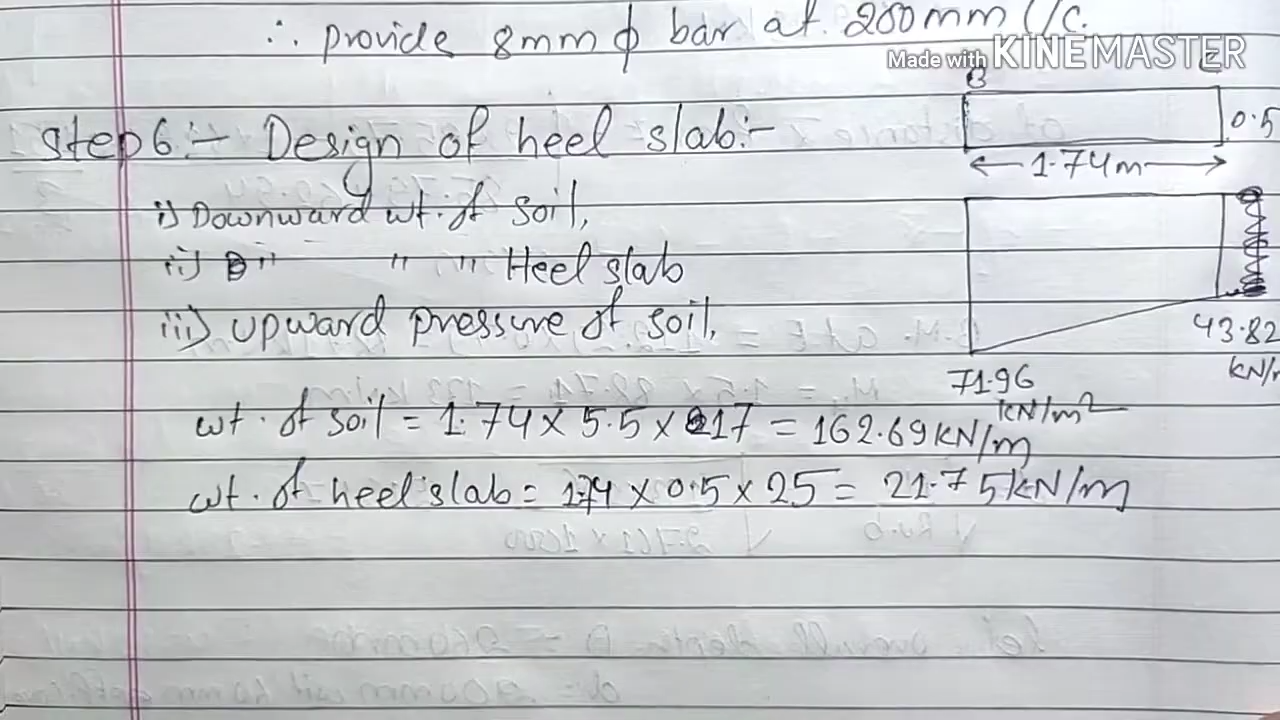 ∴ provide 8mm ϕ bar at 200mm C/C.
Made with KINEMASTER
B
0.5
Step 6:- Design of heel slab:-
1.74m
i) Downward wt. of soil,
ii) " " " Heel slab
iii) upward pressure of soil,
43.82
KN/
71.96
KN/m²
wt. of soil = 1.74 × 5.5 × 17 = 162.69 KN/m
wt. of heel slab = 1.74 × 0.5 × 25 = 21.75 KN/m